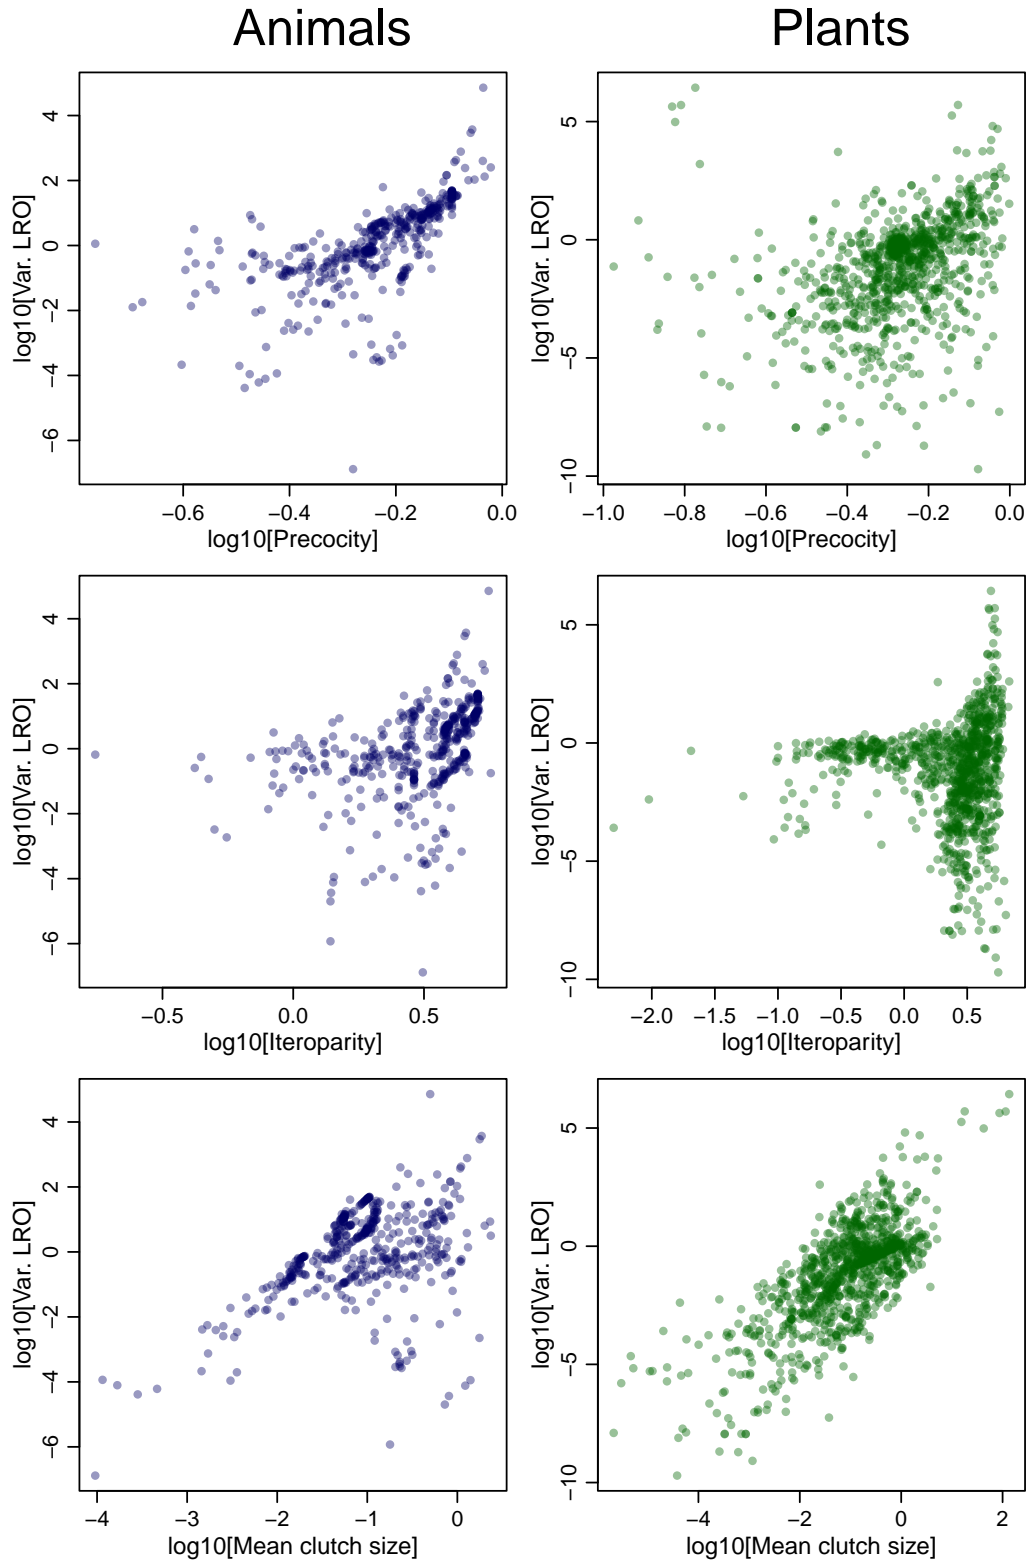 Animals Plants
log10[Var. LRO]
4
2
0
−2
−4
−6
−0.6 −0.4 −0.2 0.0
log10[Precocity]
log10[Var. LRO]
5
0
−5
−10
−1.0 −0.8 −0.6 −0.4 −0.2 0.0
log10[Precocity]
log10[Var. LRO]
4
2
0
−2
−4
−6
−0.5 0.0 0.5
log10[Iteroparity]
log10[Var. LRO]
5
0
−5
−10
−2.0 −1.5 −1.0 −0.5 0.0 0.5
log10[Iteroparity]
log10[Var. LRO]
4
2
0
−2
−4
−6
−4 −3 −2 −1 0
log10[Mean clutch size]
log10[Var. LRO]
5
0
−5
−10
−4 −2 0 2
log10[Mean clutch size]